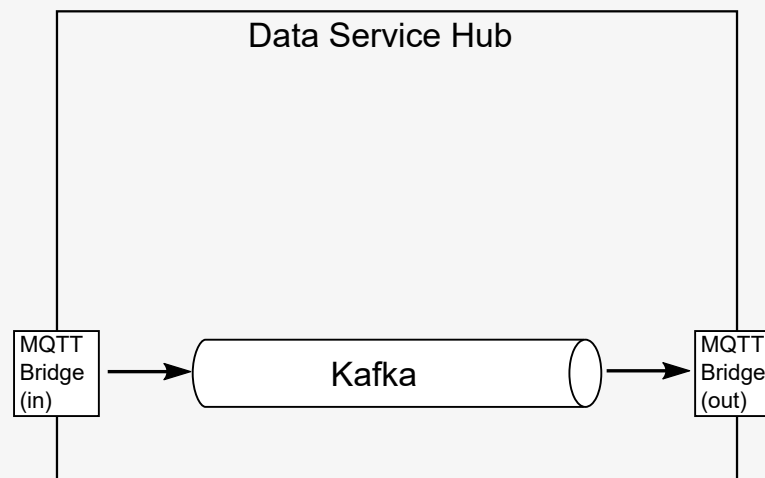 Data Service Hub
MQTT
Bridge
(in)
Kafka
MQTT
Bridge
(out)